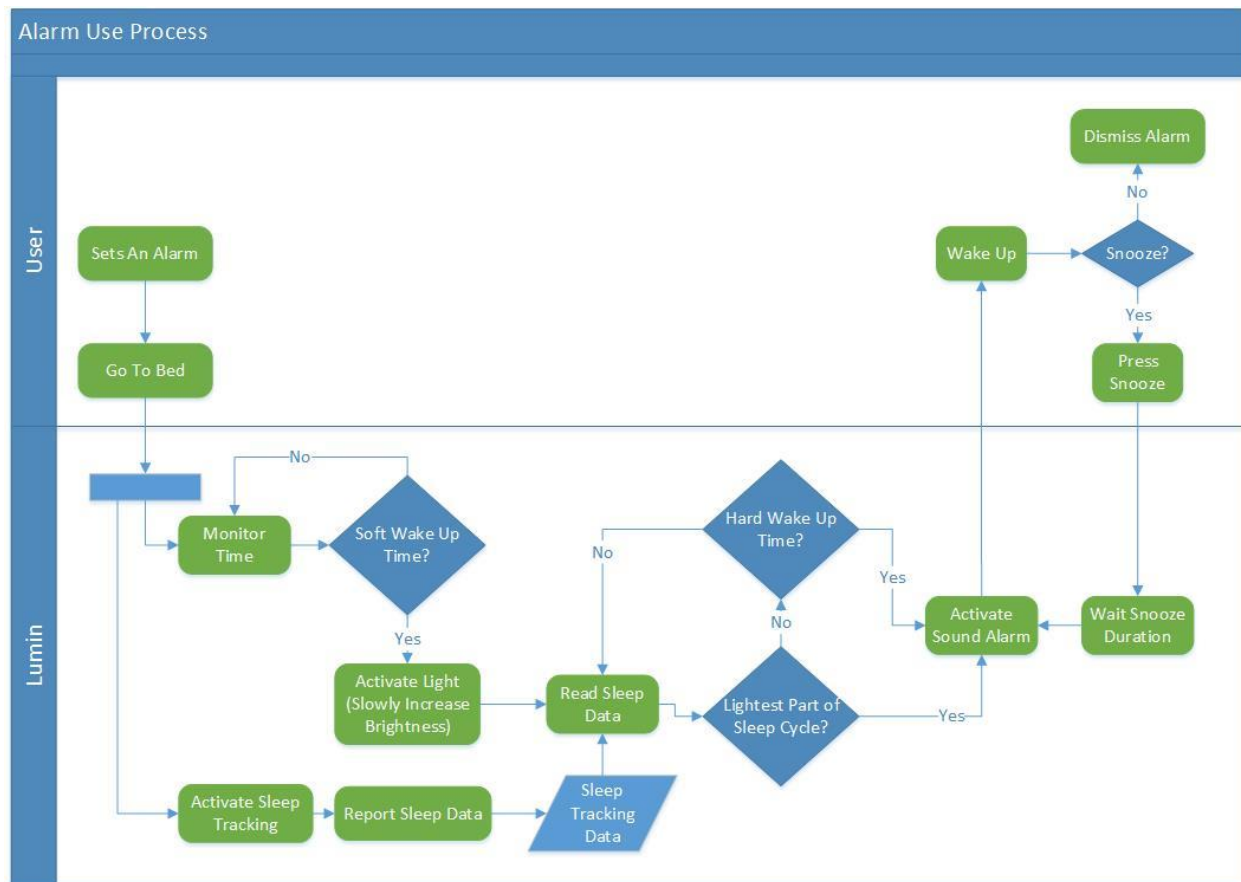 Alarm Use Process
User
Sets An Alarm
Go To Bed
Wake Up
Snooze?
No
Dismiss Alarm
Yes
Press
Snooze
Lumin
Monitor
Time
No
Soft Wake Up
Time?
Yes
Activate Light
(Slowly Increase
Brightness)
Activate Sleep
Tracking
Report Sleep Data
Sleep
Tracking
Data
Read Sleep
Data
Lightest Part of
Sleep Cycle?
No
Hard Wake Up
Time?
No
Yes
Yes
Activate
Sound Alarm
Wait Snooze
Duration